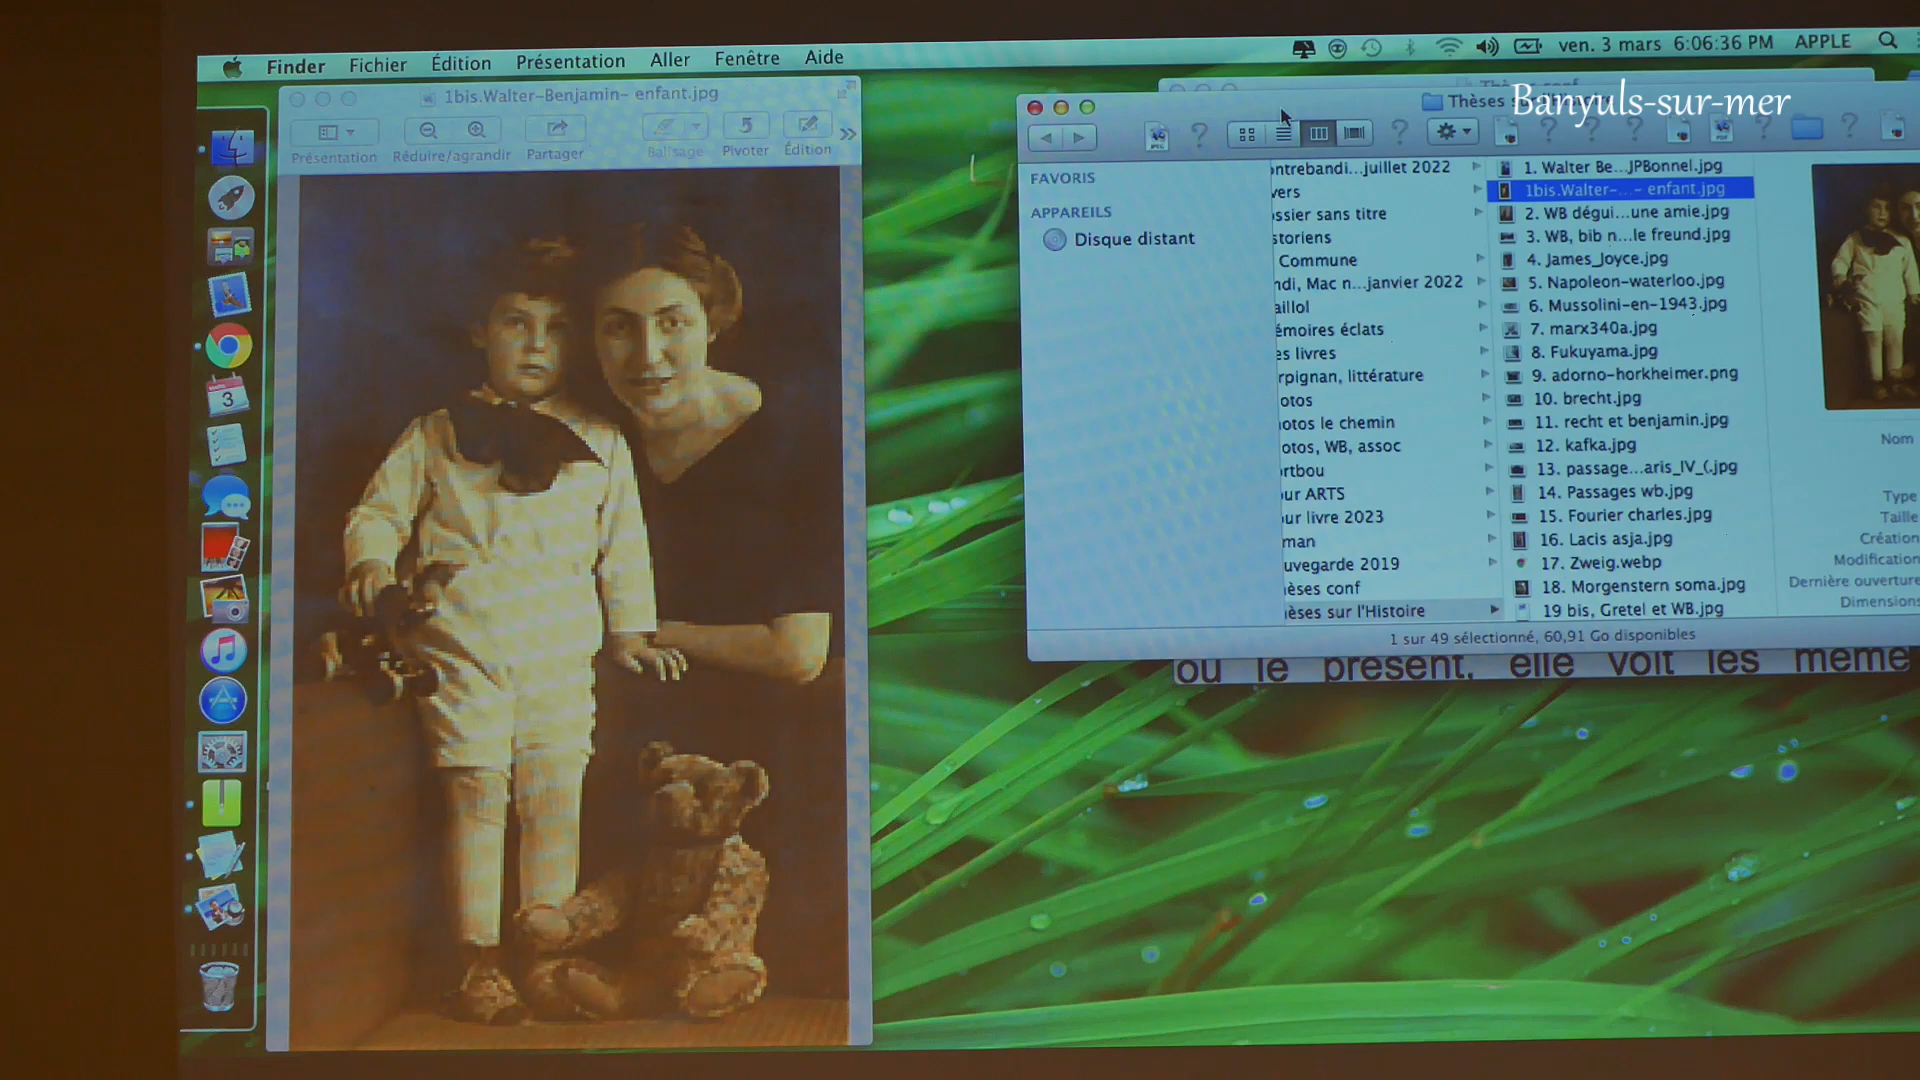 Finder Fichier Édition Présentation Aller Fenêtre Aide
ven. 3 mars 6:06:36 PM APPLE
1bis.Walter-Benjamin- enfant.jpg
Présentation Réduire/agrandir Partager Balisage Pivoter Édition
Banyuls-sur-mer
FAVORIS
APPAREILS
Disque distant
ontrebandi...juillet 2022
vers
ossier sans titre
storiens
Commune
ndi, Mac n...janvier 2022
aillol
émoires éclats
es livres
rpignan, littérature
otos
otos le chemin
otos, WB, assoc
rtbou
ur ARTS
ur livre 2023
man
uvegarde 2019
èses conf
èses sur l'Histoire
1. Walter Be...JPBonnel.jpg
1bis.Walter-...- enfant.jpg
2. WB dégui...une amie.jpg
3. WB, bib n...le freund.jpg
4. James_Joyce.jpg
5. Napoleon-waterloo.jpg
6. Mussolini-en-1943.jpg
7. marx340a.jpg
8. Fukuyama.jpg
9. adorno-horkheimer.png
10. brecht.jpg
11. recht et benjamin.jpg
12. kafka.jpg
13. passage...aris_IV_(.jpg
14. Passages wb.jpg
15. Fourier charles.jpg
16. Lacis asja.jpg
17. Zweig.webp
18. Morgenstern soma.jpg
19 bis, Gretel et WB.jpg
Nom
Type
Taille
Création
Modification
Dernière ouverture
Dimensions
1 sur 49 sélectionné, 60,91 Go disponibles
ou le présent, elle voit les même
3